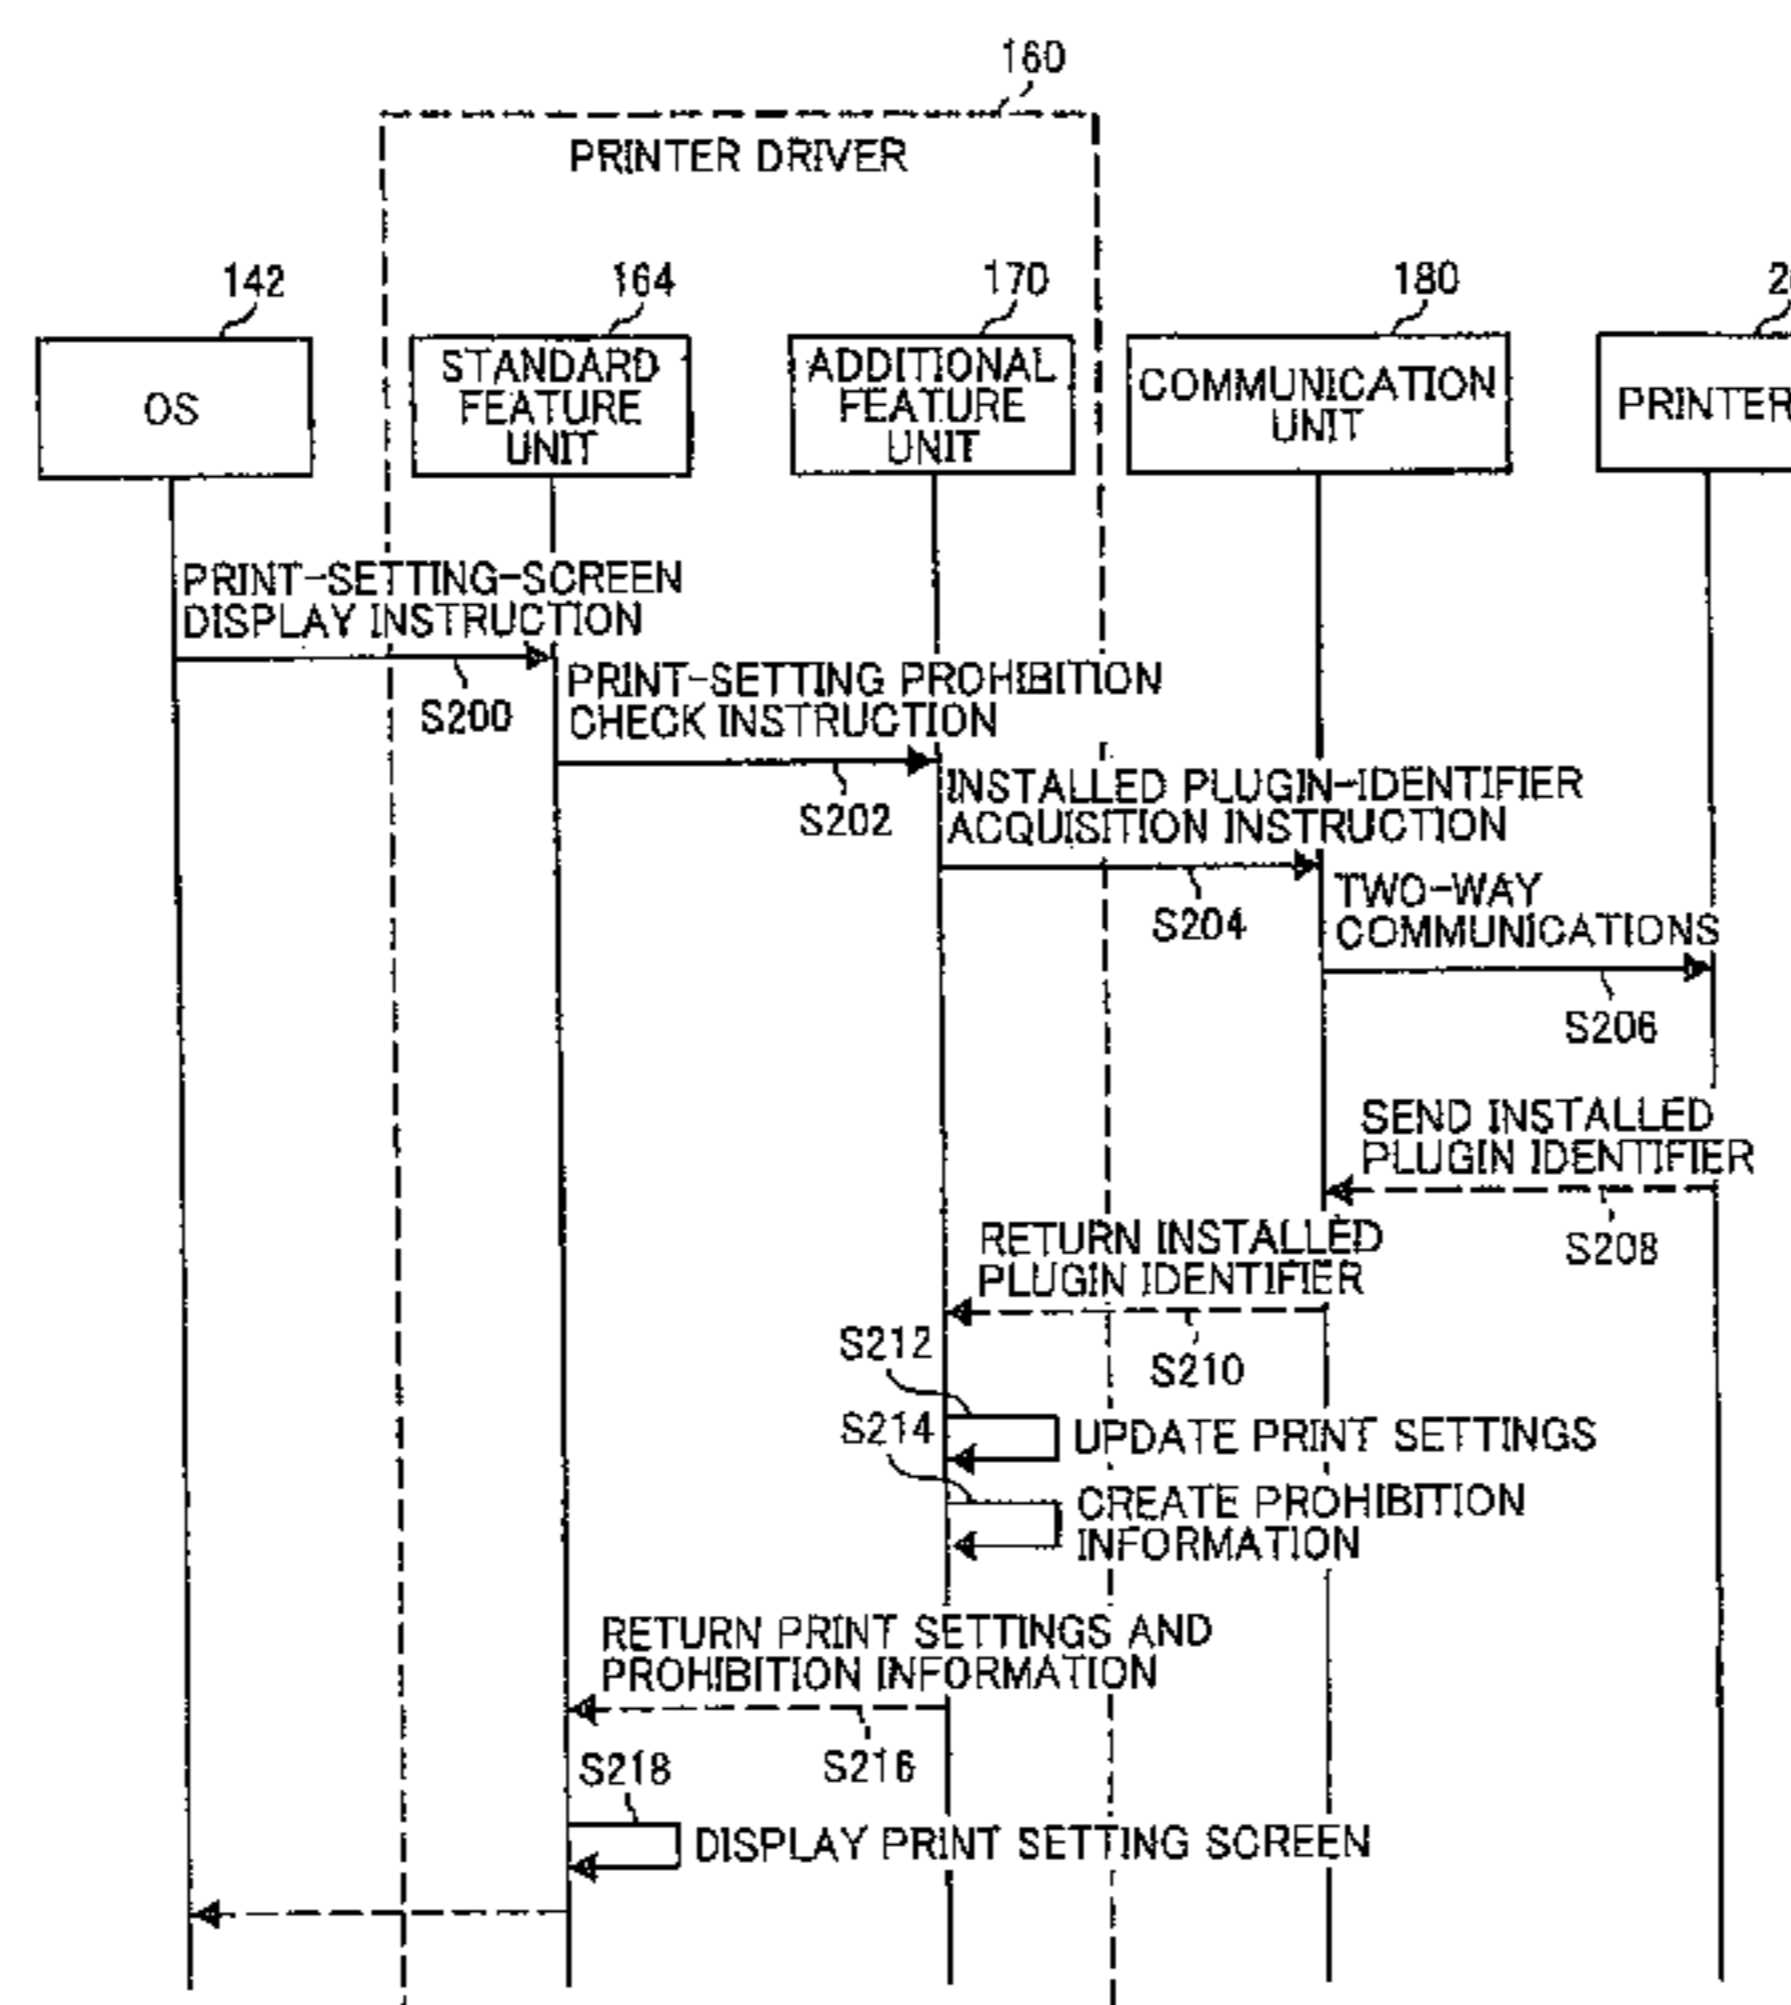 160
PRINTER DRIVER
142
164
170
180
OS
STANDARD
FEATURE
UNIT
ADDITIONAL
FEATURE
UNIT
COMMUNICATION
UNIT
PRINTER
PRINT-SETTING-SCREEN
DISPLAY INSTRUCTION
S200
PRINT-SETTING PROHIBITION
CHECK INSTRUCTION
S202
INSTALLED PLUGIN-IDENTIFIER
ACQUISITION INSTRUCTION
S204
TWO-WAY
COMMUNICATIONS
S206
SEND INSTALLED
PLUGIN IDENTIFIER
S208
RETURN INSTALLED
PLUGIN IDENTIFIER
S210
S212
UPDATE PRINT SETTINGS
S214
CREATE PROHIBITION
INFORMATION
RETURN PRINT SETTINGS AND
PROHIBITION INFORMATION
S216
S218
DISPLAY PRINT SETTING SCREEN